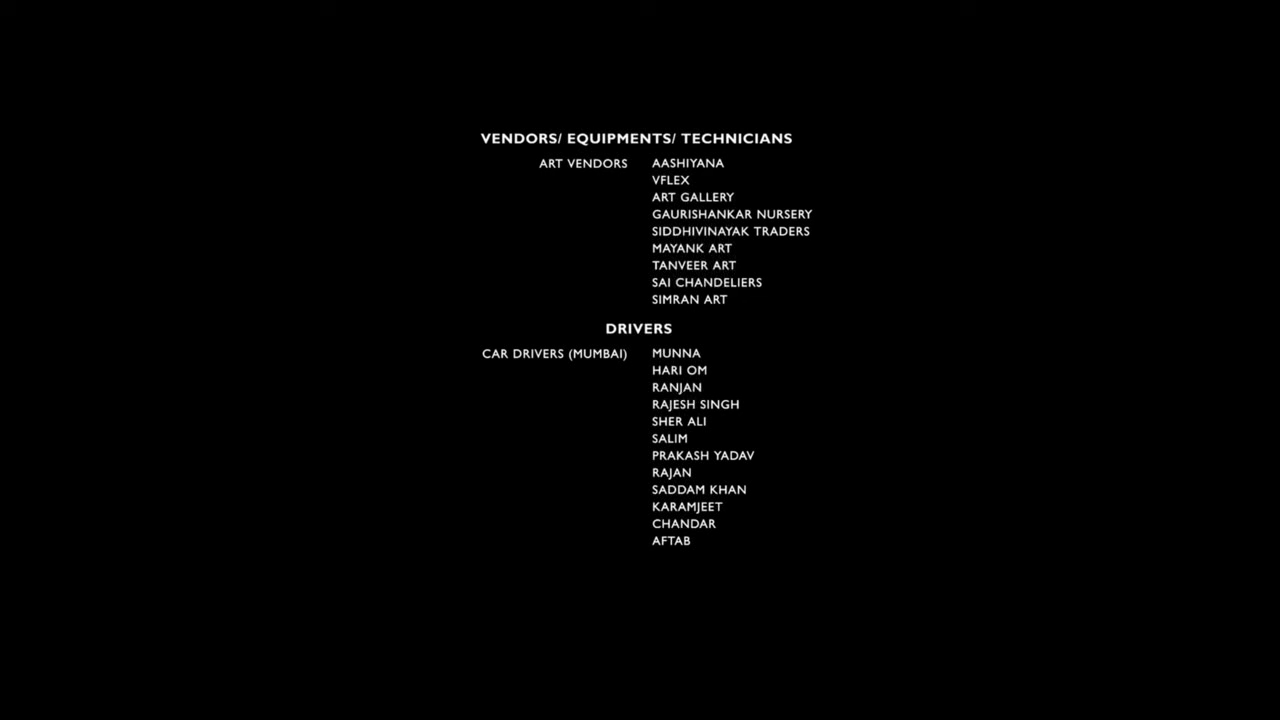 VENDORS/ EQUIPMENTS/ TECHNICIANS
ART VENDORS AASHIYANA
VFLEX
ART GALLERY
GAURISHANKAR NURSERY
SIDDHIVINAYAK TRADERS
MAYANK ART
TANVEER ART
SAI CHANDELIERS
SIMRAN ART
DRIVERS
CAR DRIVERS (MUMBAI) MUNNA
HARI OM
RANJAN
RAJESH SINGH
SHER ALI
SALIM
PRAKASH YADAV
RAJAN
SADDAM KHAN
KARAMJEET
CHANDAR
AFTAB